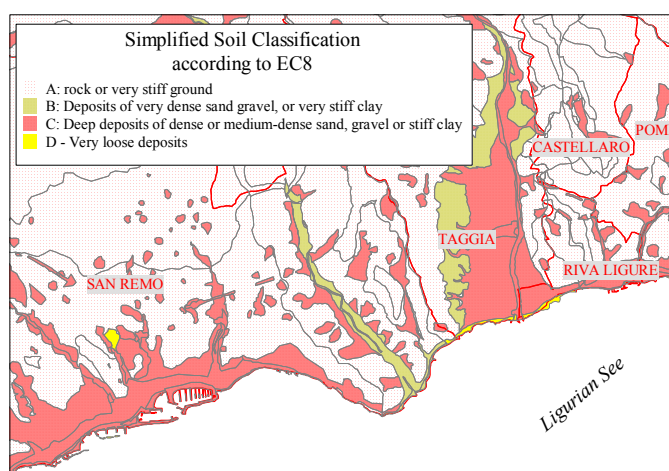 Simplified Soil Classification
according to EC8
A: rock or very stiff ground
B: Deposits of very dense sand gravel, or very stiff clay
C: Deep deposits of dense or medium-dense sand, gravel or stiff clay
D - Very loose deposits
POM
CASTELLARO
TAGGIA
RIVA LIGURE
SAN REMO
Ligurian See